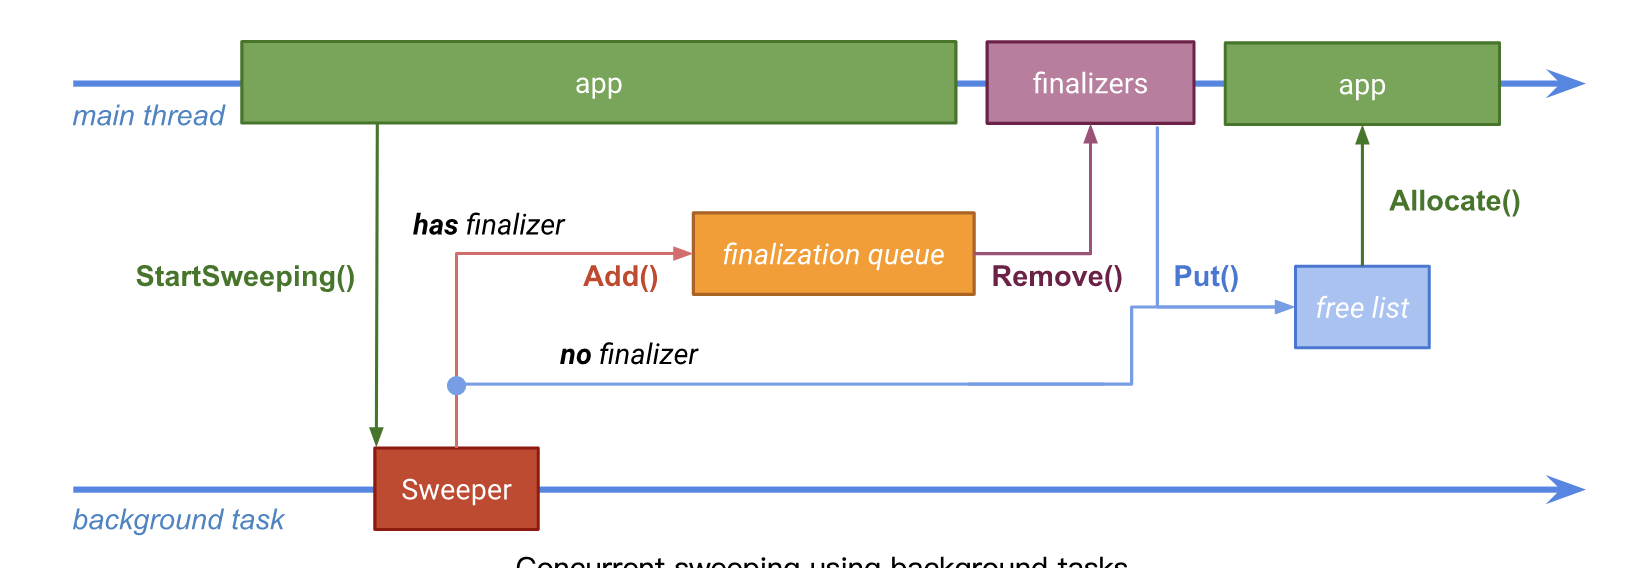 app
finalizers
app
main thread
Allocate()
has finalizer
finalization queue
StartSweeping()
Add()
Remove()
Put()
free list
no finalizer
Sweeper
background task
Concurrent sweeping using background tasks